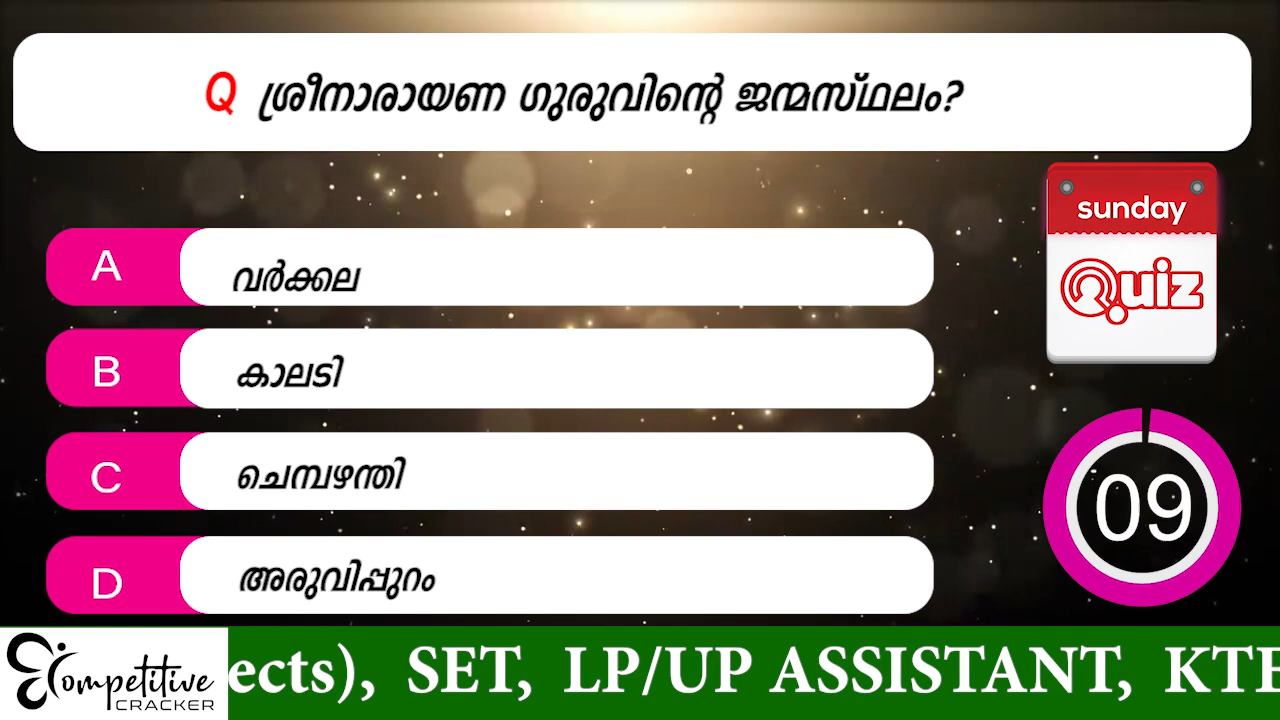 Q ശ്രീനാരായണ ഗുരുവിന്റെ ജന്മസ്ഥലം?
sunday
Quiz
A വർക്കല
B കാലടി
C ചെമ്പഴന്തി
D അരുവിപ്പുറം
09
Competitive
CRACKER
ects), SET, LP/UP ASSISTANT, KTE